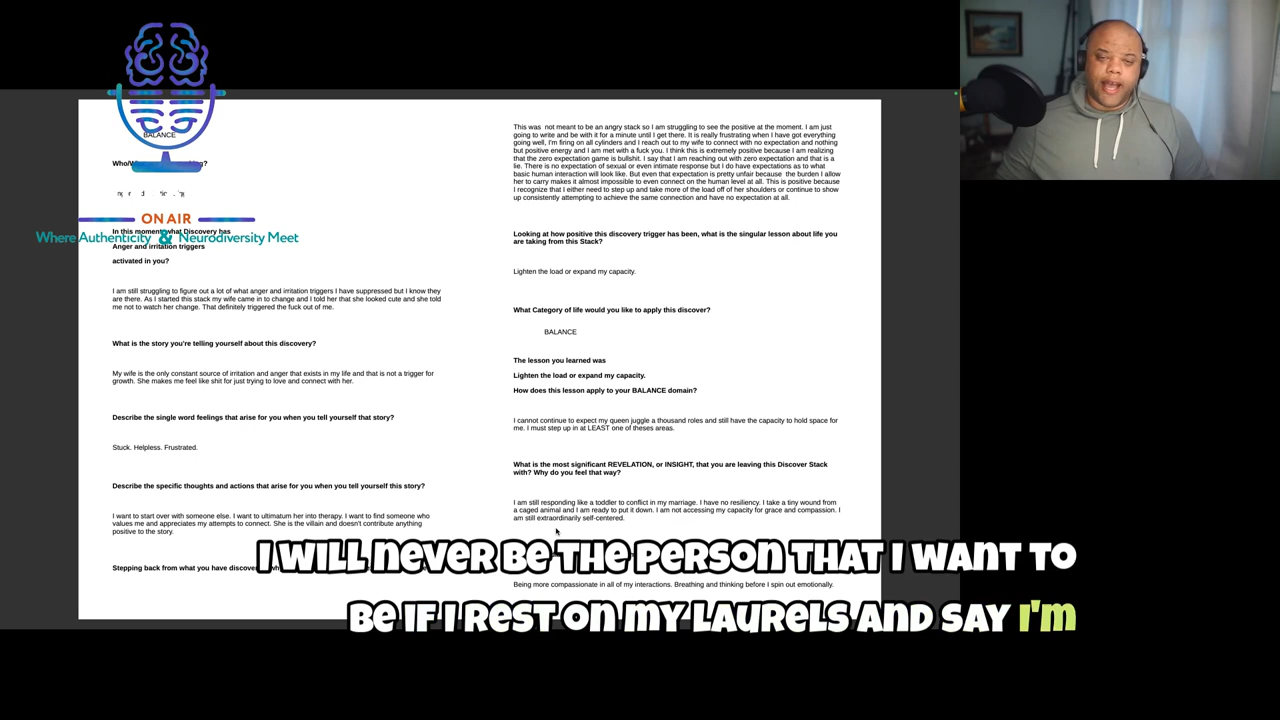 BALANCE
ON AIR
In this moment what Discovery has
Where Authenticity & Neurodiversity Meet
Anger and irritation triggers
activated in you?
I am still struggling to figure out a lot of what anger and irritation triggers I have suppressed but I know they
are there. As I started this stack my wife came in to change and I told her that she looked cute and she told
me not to watch her change. That definitely triggered the fuck out of me.
What is the story you're telling yourself about this discovery?
My wife is the only constant source of irritation and anger that exists in my life and that is not a trigger for
growth. She makes me feel like shit for just trying to love and connect with her.
Describe the single word feelings that arise for you when you tell yourself that story?
Stuck. Helpless. Frustrated.
Describe the specific thoughts and actions that arise for you when you tell yourself this story?
I want to start over with someone else. I want to ultimatum her into therapy. I want to find someone who
values me and appreciates my attempts to connect. She is the villain and doesn't contribute anything
positive to the story.
Stepping back from what you have
This was not meant to be an angry stack so I am struggling to see the positive at the moment. I am just
going to write and be with it for a minute until I get there. It is really frustrating when I have got everything
going well, I'm firing on all cylinders and I reach out to my wife to connect with no expectation and nothing
but positive energy and I am met with a fuck you. I think this is extremely positive because I am realizing
that the zero expectation game is bullshit. I say that I am reaching out with zero expectation and that is a
lie. There is no expectation of sexual or even intimate response but I do have expectations as to what
basic human interaction will look like. But even that expectation is pretty unfair because the burden I allow
her to carry makes it almost impossible to even connect on the human level at all. This is positive because
I recognize that I either need to step up and take more of the load off of her shoulders or continue to show
up consistently attempting to achieve the same connection and have no expectation at all.
Looking at how positive this discovery trigger has been, what is the singular lesson about life you
are taking from this Stack?
Lighten the load or expand my capacity.
What Category of life would you like to apply this discover?
BALANCE
The lesson you learned was
Lighten the load or expand my capacity.
How does this lesson apply to your BALANCE domain?
I cannot continue to expect my queen juggle a thousand roles and still have the capacity to hold space for
me. I must step up in at LEAST one of theses areas.
What is the most significant REVELATION, or INSIGHT, that you are leaving this Discover Stack
with? Why do you feel that way?
I am still responding like a toddler to conflict in my marriage. I have no resiliency. I take a tiny wound from
a caged animal and I am ready to put it down. I am not accessing my capacity for grace and compassion. I
am still extraordinarily self-centered.
Being more compassionate in all of my interactions. Breathing and thinking before I spin out emotionally.
I WILL NEVER BE THE PERSON THAT I WANT TO
BE IF I REST ON MY LAURELS AND SAY I'M